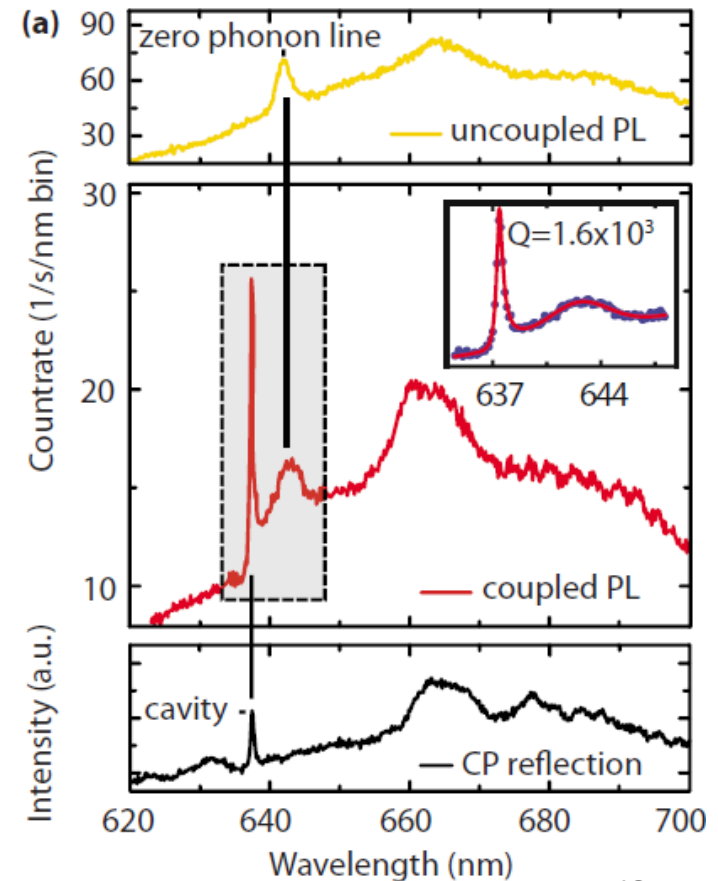 (a)
90
zero phonon line
60
30
uncoupled PL
Countrate (1/s/nm bin)
30
Q=1.6x10³
637 644
20
10
coupled PL
Intensity (a.u.)
cavity
CP reflection
620 640 660 680 700
Wavelength (nm)